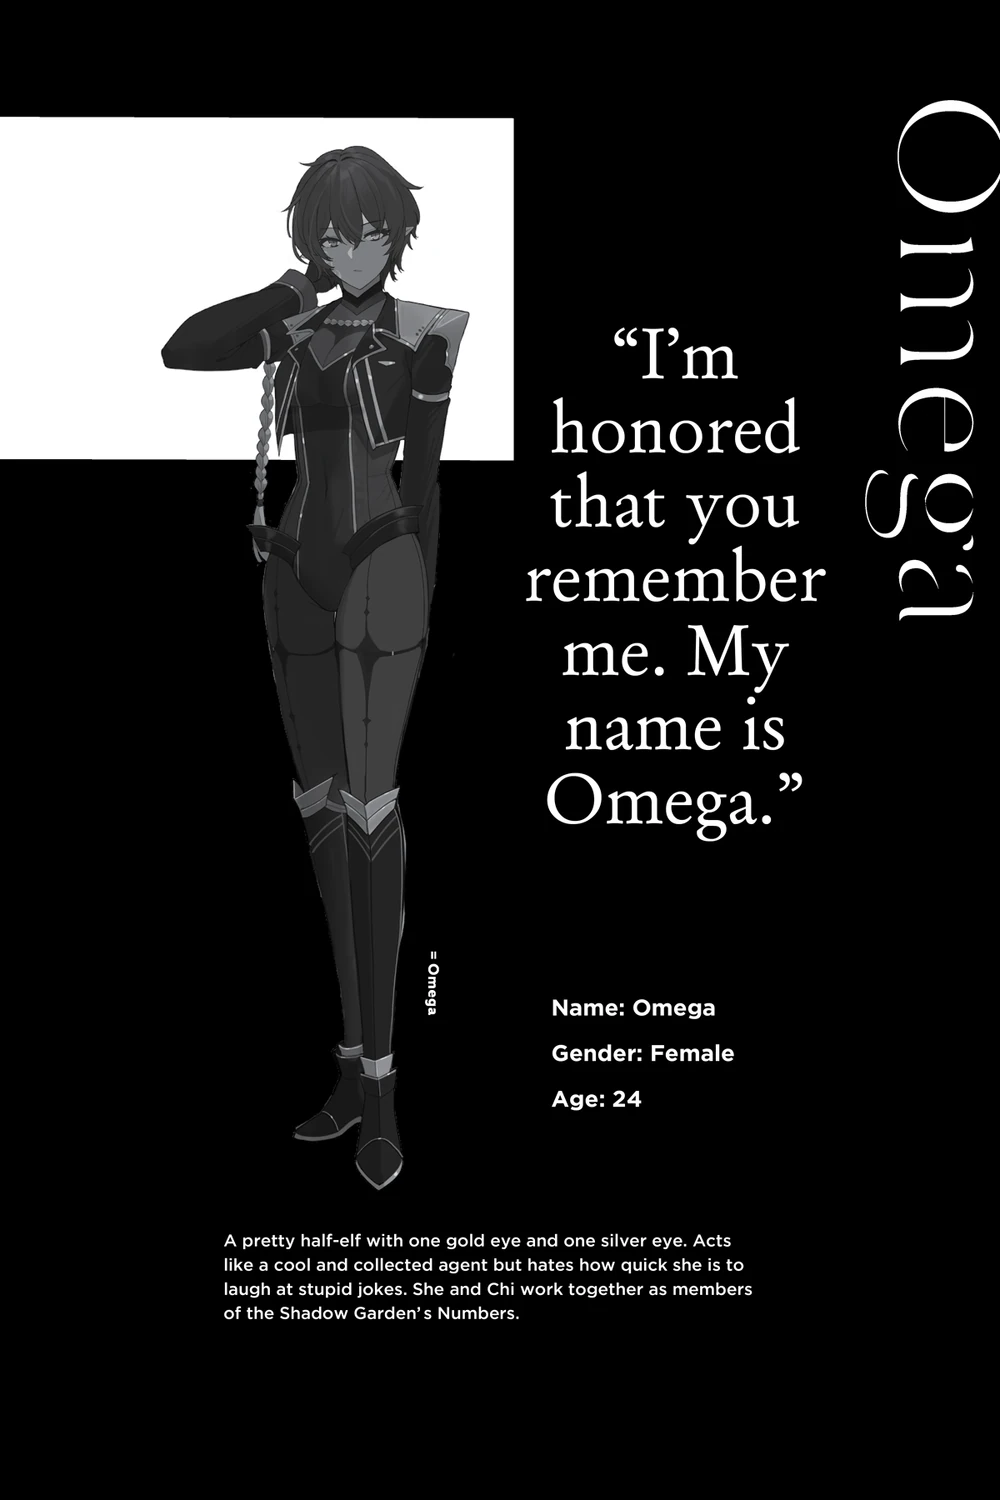 Omega
“I’m
honored
that you
remember
me. My
name is
Omega.”
= Omega
Name: Omega
Gender: Female
Age: 24
A pretty half-elf with one gold eye and one silver eye. Acts
like a cool and collected agent but hates how quick she is to
laugh at stupid jokes. She and Chi work together as members
of the Shadow Garden’s Numbers.